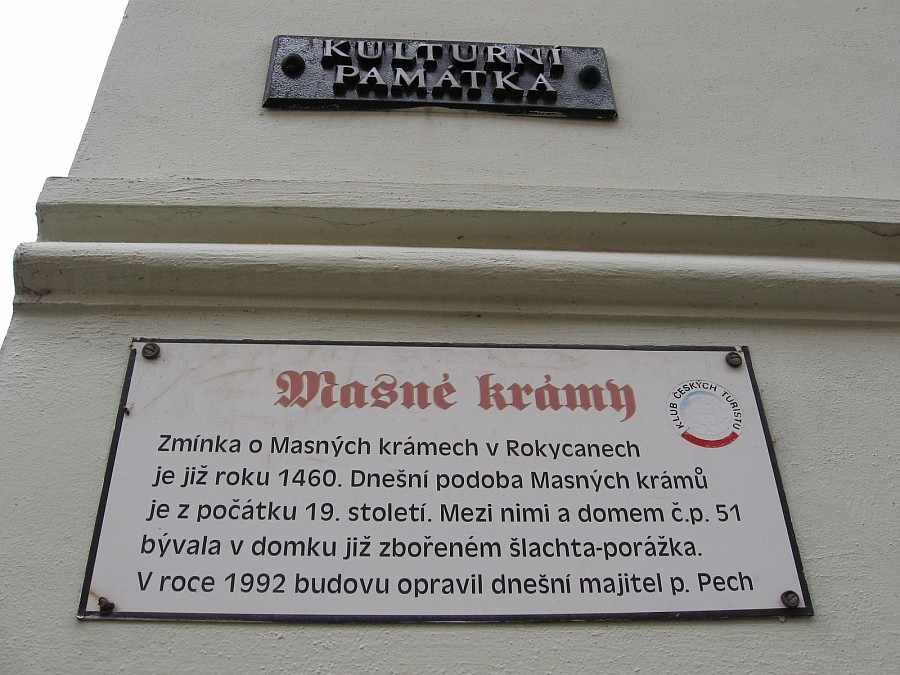 KULTURNÍ
PAMÁTKA
Masné krámy
KLUB ČESKÝCH TURISTŮ
Zmínka o Masných krámech v Rokycanech
je již roku 1460. Dnešní podoba Masných krámů
je z počátku 19. století. Mezi nimi a domem č.p. 51
bývala v domku již zbořeném šlachta-porážka.
V roce 1992 budovu opravil dnešní majitel p. Pech